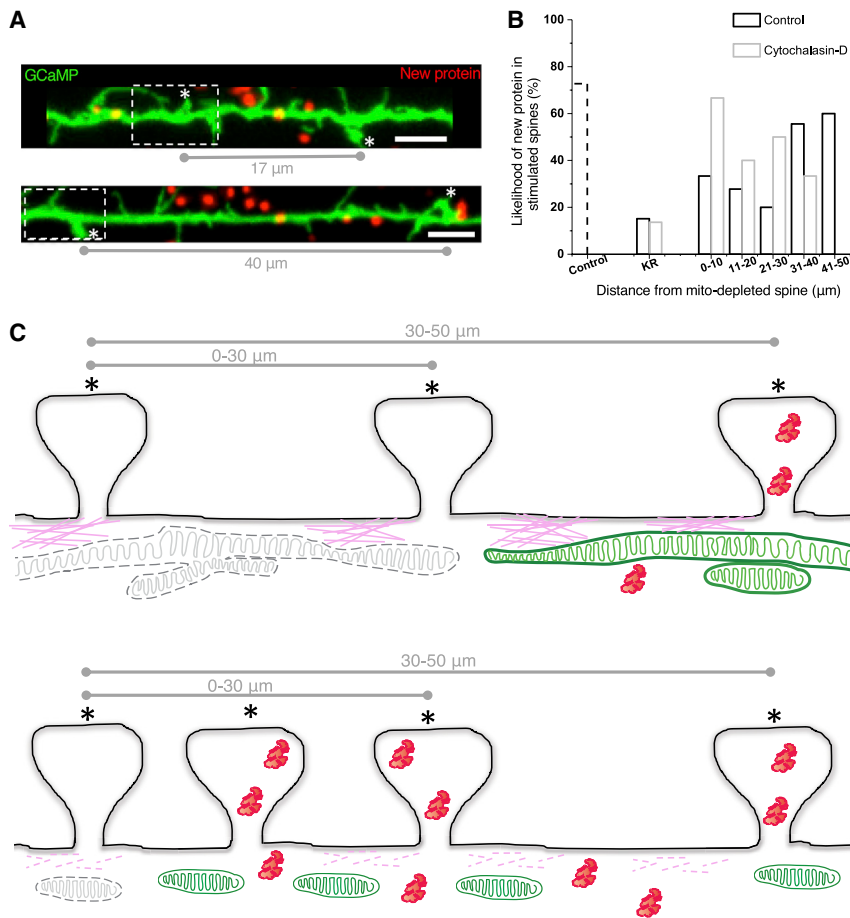 A
GCaMP
New protein
*
*
17 µm
*
*
40 µm
B
Control
Cytochalasin-D
Likelihood of new protein in
stimulated spines (%)
100
80
60
40
20
0
Control
KR
0-10
11-20
21-30
31-40
41-50
Distance from mito-depleted spine (µm)
C
30-50 µm
0-30 µm
* * *
30-50 µm
0-30 µm
* * * *